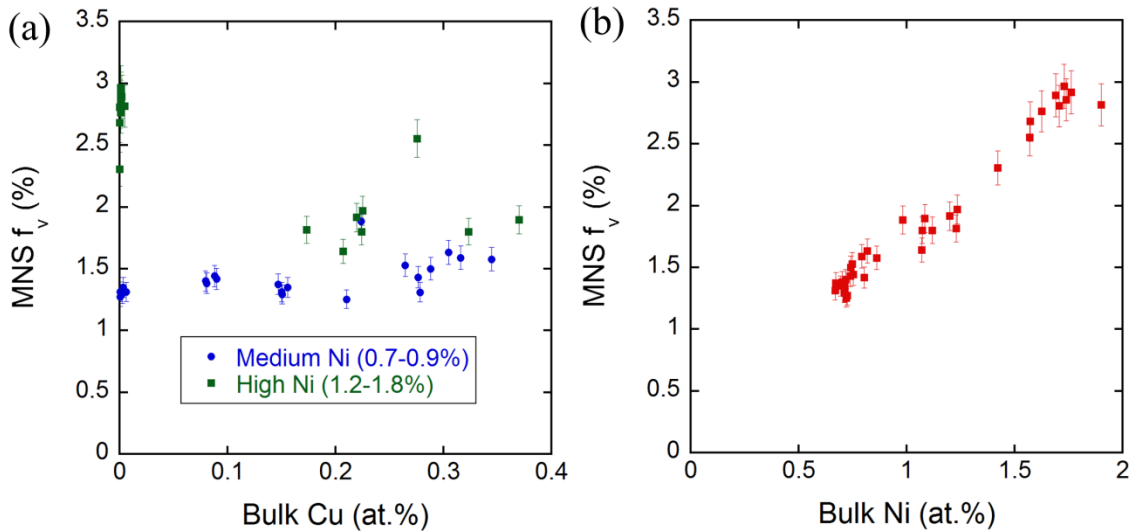 (a)
MNS f_v (%)
3.5
3
2.5
2
1.5
1
0.5
0
0 0.1 0.2 0.3 0.4
Bulk Cu (at.%)
Medium Ni (0.7-0.9%)
High Ni (1.2-1.8%)
(b)
MNS f_v (%)
3.5
3
2.5
2
1.5
1
0.5
0
0 0.5 1 1.5 2
Bulk Ni (at.%)